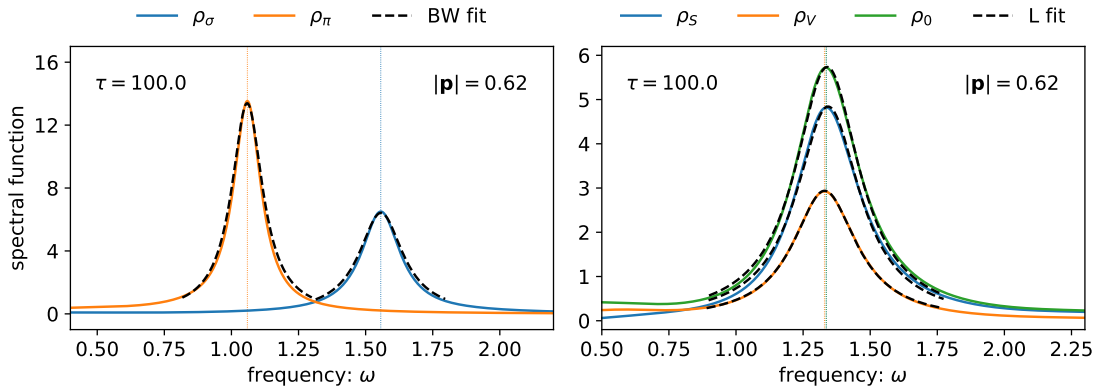 ρσ ρπ BW fit
τ = 100.0 |p| = 0.62
spectral function
16
12
8
4
0
0.50 0.75 1.00 1.25 1.50 1.75 2.00
frequency: ω
ρS ρV ρ0 L fit
τ = 100.0 |p| = 0.62
6
5
4
3
2
1
0
0.50 0.75 1.00 1.25 1.50 1.75 2.00 2.25
frequency: ω